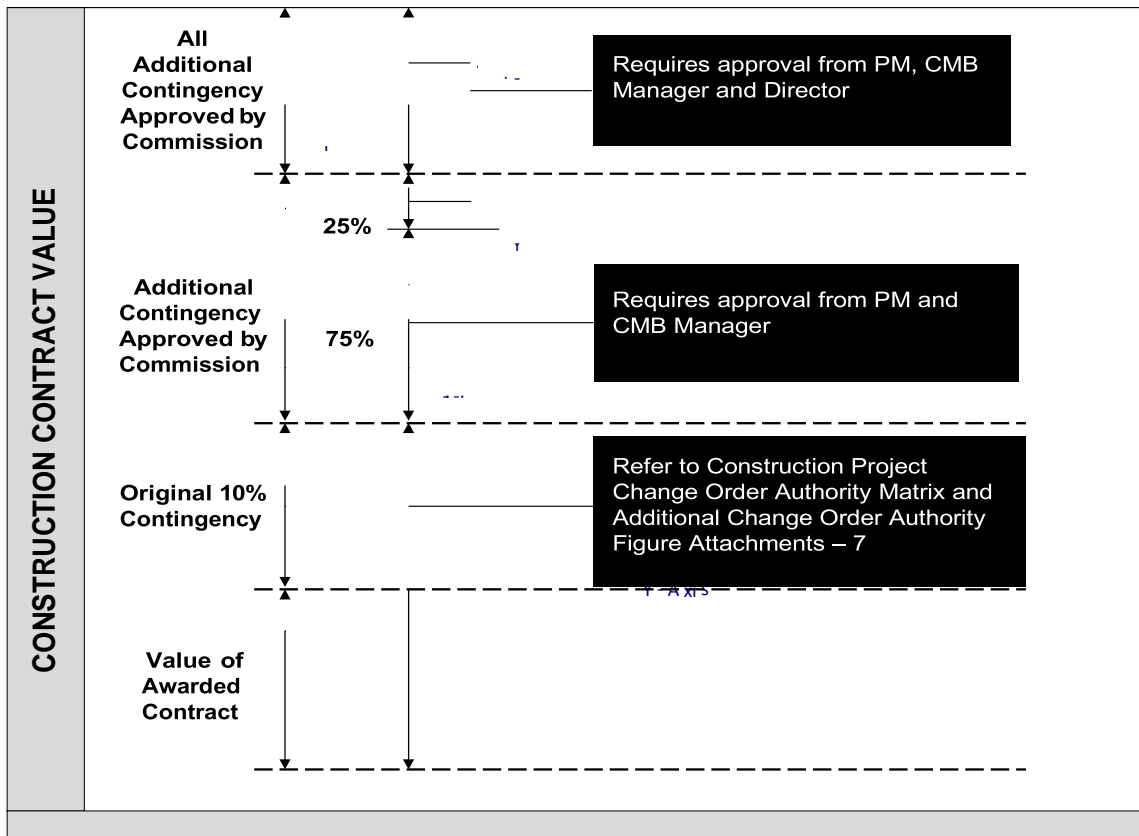 CONSTRUCTION CONTRACT VALUE
All
Additional
Contingency
Approved by
Commission
Requires approval from PM, CMB
Manager and Director
25%
Additional
Contingency
Approved by
Commission
75%
Requires approval from PM and
CMB Manager
Original 10%
Contingency
Refer to Construction Project
Change Order Authority Matrix and
Additional Change Order Authority
Figure Attachments – 7
Value of
Awarded
Contract